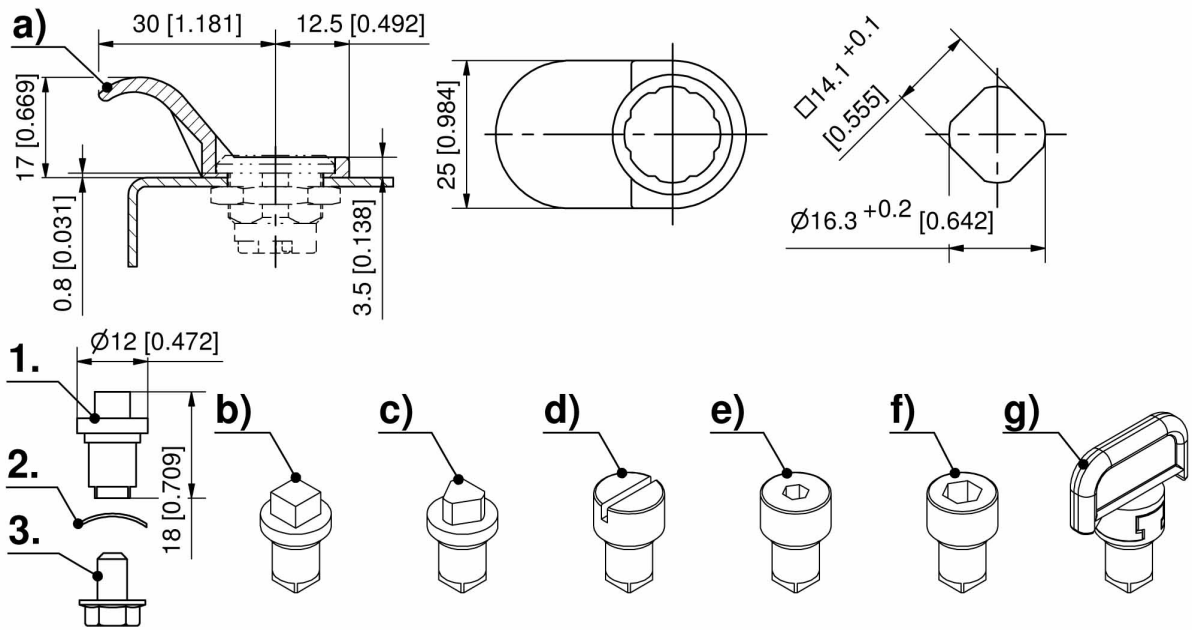 a)
30 [1.181]
12.5 [0.492]
17 [0.669]
0.8 [0.031]
3.5 [0.138]
25 [0.984]
□14.1 +0.1
[0.555]
Ø16.3 +0.2 [0.642]
Ø12 [0.472]
18 [0.709]
1.
2.
3.
b)
c)
d)
e)
f)
g)